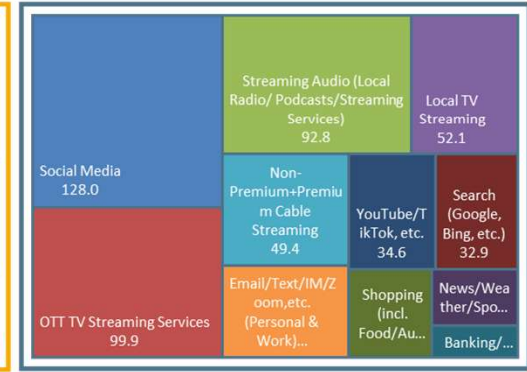 Social Media
128.0
OTT TV Streaming Services
99.9
Streaming Audio (Local
Radio/ Podcasts/Streaming
Services)
92.8
Local TV
Streaming
52.1
Non-
Premium+Premiu
m Cable
Streaming
49.4
YouTube/T
ikTok, etc.
34.6
Search
(Google,
Bing, etc.)
32.9
Email/Text/IM/Z
oom,etc.
(Personal &
Work)...
Shopping
(incl.
Food/Au...
News/Wea
ther/Spo...
Banking/...